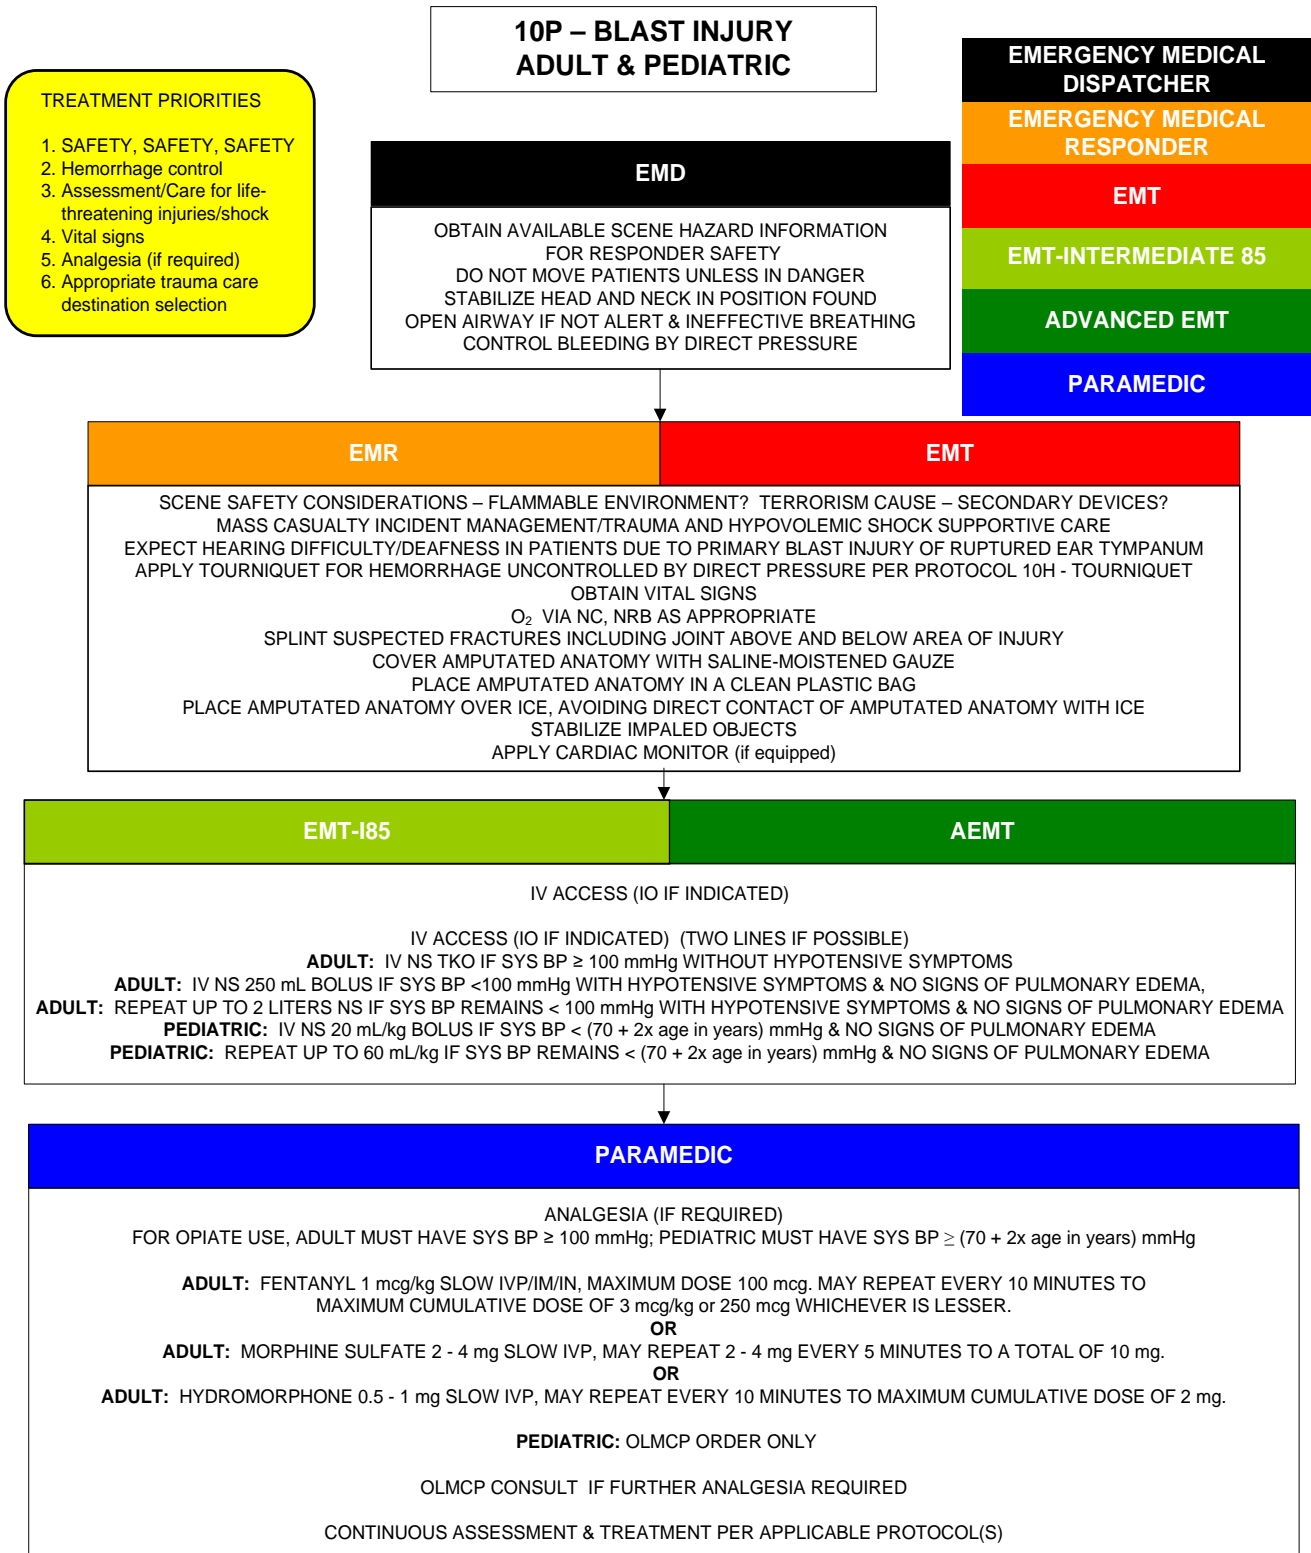 10P – BLAST INJURY
ADULT & PEDIATRIC
TREATMENT PRIORITIES
1. SAFETY, SAFETY, SAFETY
2. Hemorrhage control
3. Assessment/Care for life-
threatening injuries/shock
4. Vital signs
5. Analgesia (if required)
6. Appropriate trauma care
destination selection
EMERGENCY MEDICAL
DISPATCHER
EMERGENCY MEDICAL
RESPONDER
EMT
EMT-INTERMEDIATE 85
ADVANCED EMT
PARAMEDIC
EMD
OBTAIN AVAILABLE SCENE HAZARD INFORMATION
FOR RESPONDER SAFETY
DO NOT MOVE PATIENTS UNLESS IN DANGER
STABILIZE HEAD AND NECK IN POSITION FOUND
OPEN AIRWAY IF NOT ALERT & INEFFECTIVE BREATHING
CONTROL BLEEDING BY DIRECT PRESSURE
EMR
EMT
SCENE SAFETY CONSIDERATIONS – FLAMMABLE ENVIRONMENT? TERRORISM CAUSE – SECONDARY DEVICES?
MASS CASUALTY INCIDENT MANAGEMENT/TRAUMA AND HYPOVOLEMIC SHOCK SUPPORTIVE CARE
EXPECT HEARING DIFFICULTY/DEAFNESS IN PATIENTS DUE TO PRIMARY BLAST INJURY OF RUPTURED EAR TYMPANUM
APPLY TOURNIQUET FOR HEMORRHAGE UNCONTROLLED BY DIRECT PRESSURE PER PROTOCOL 10H - TOURNIQUET
OBTAIN VITAL SIGNS
O₂ VIA NC, NRB AS APPROPRIATE
SPLINT SUSPECTED FRACTURES INCLUDING JOINT ABOVE AND BELOW AREA OF INJURY
COVER AMPUTATED ANATOMY WITH SALINE-MOISTENED GAUZE
PLACE AMPUTATED ANATOMY IN A CLEAN PLASTIC BAG
PLACE AMPUTATED ANATOMY OVER ICE, AVOIDING DIRECT CONTACT OF AMPUTATED ANATOMY WITH ICE
STABILIZE IMPALED OBJECTS
APPLY CARDIAC MONITOR (if equipped)
EMT-I85
AEMT
IV ACCESS (IO IF INDICATED)
IV ACCESS (IO IF INDICATED) (TWO LINES IF POSSIBLE)
ADULT: IV NS TKO IF SYS BP ≥ 100 mmHg WITHOUT HYPOTENSIVE SYMPTOMS
ADULT: IV NS 250 mL BOLUS IF SYS BP <100 mmHg WITH HYPOTENSIVE SYMPTOMS & NO SIGNS OF PULMONARY EDEMA,
ADULT: REPEAT UP TO 2 LITERS NS IF SYS BP REMAINS < 100 mmHg WITH HYPOTENSIVE SYMPTOMS & NO SIGNS OF PULMONARY EDEMA
PEDIATRIC: IV NS 20 mL/kg BOLUS IF SYS BP < (70 + 2x age in years) mmHg & NO SIGNS OF PULMONARY EDEMA
PEDIATRIC: REPEAT UP TO 60 mL/kg IF SYS BP REMAINS < (70 + 2x age in years) mmHg & NO SIGNS OF PULMONARY EDEMA
PARAMEDIC
ANALGESIA (IF REQUIRED)
FOR OPIATE USE, ADULT MUST HAVE SYS BP ≥ 100 mmHg; PEDIATRIC MUST HAVE SYS BP ≥ (70 + 2x age in years) mmHg
ADULT: FENTANYL 1 mcg/kg SLOW IVP/IM/IN, MAXIMUM DOSE 100 mcg. MAY REPEAT EVERY 10 MINUTES TO
MAXIMUM CUMULATIVE DOSE OF 3 mcg/kg or 250 mcg WHICHEVER IS LESSER.
OR
ADULT: MORPHINE SULFATE 2 - 4 mg SLOW IVP, MAY REPEAT 2 - 4 mg EVERY 5 MINUTES TO A TOTAL OF 10 mg.
OR
ADULT: HYDROMORPHONE 0.5 - 1 mg SLOW IVP, MAY REPEAT EVERY 10 MINUTES TO MAXIMUM CUMULATIVE DOSE OF 2 mg.
PEDIATRIC: OLMCP ORDER ONLY
OLMCP CONSULT IF FURTHER ANALGESIA REQUIRED
CONTINUOUS ASSESSMENT & TREATMENT PER APPLICABLE PROTOCOL(S)